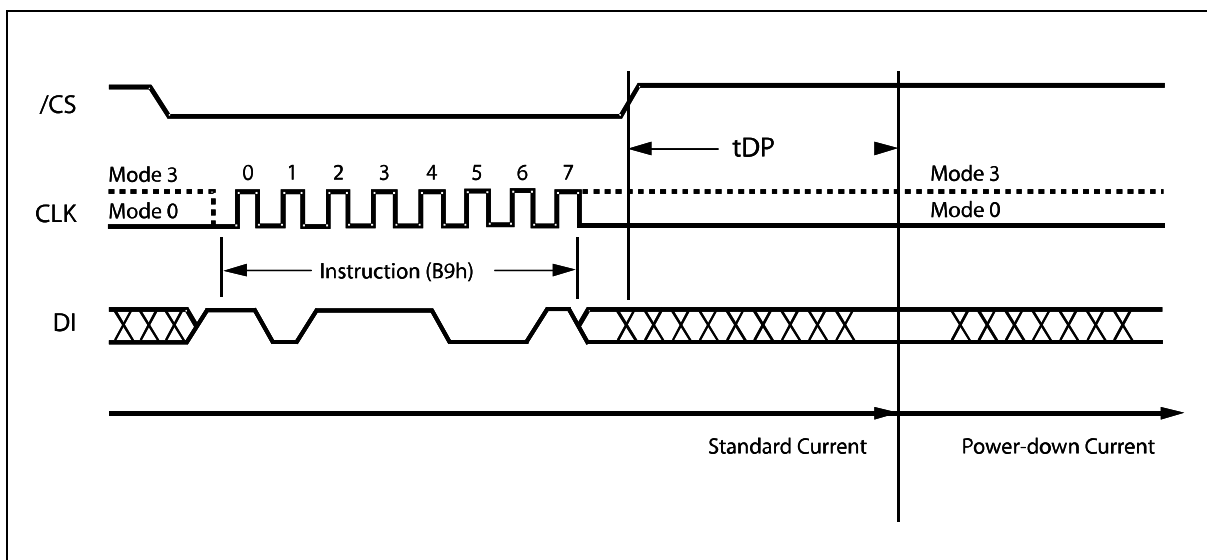 /CS
tDP
Mode 3
0 1 2 3 4 5 6 7
Mode 3
CLK
Mode 0
Mode 0
Instruction (B9h)
DI
Standard Current
Power-down Current